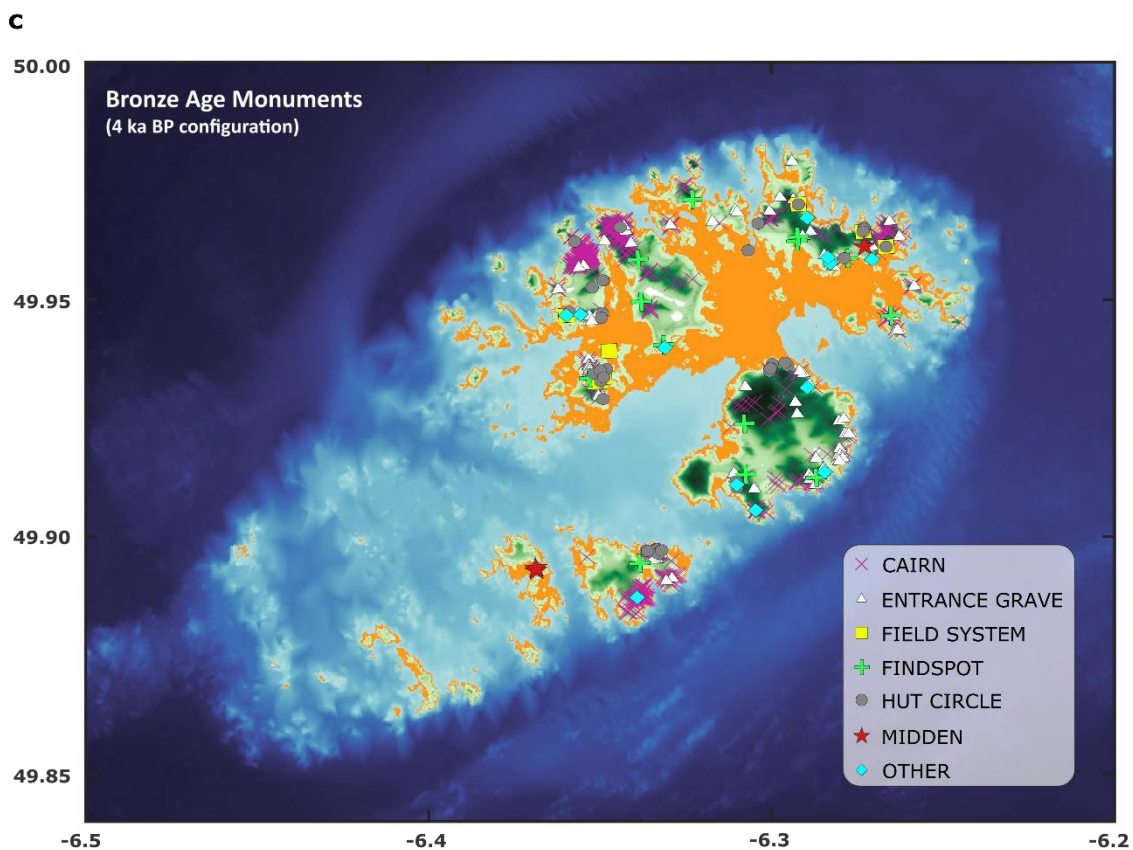 c
50.00
Bronze Age Monuments
(4 ka BP configuration)
49.95
49.90
CAIRN
ENTRANCE GRAVE
FIELD SYSTEM
FINDSPOT
HUT CIRCLE
MIDDEN
OTHER
49.85
-6.5
-6.4
-6.3
-6.2